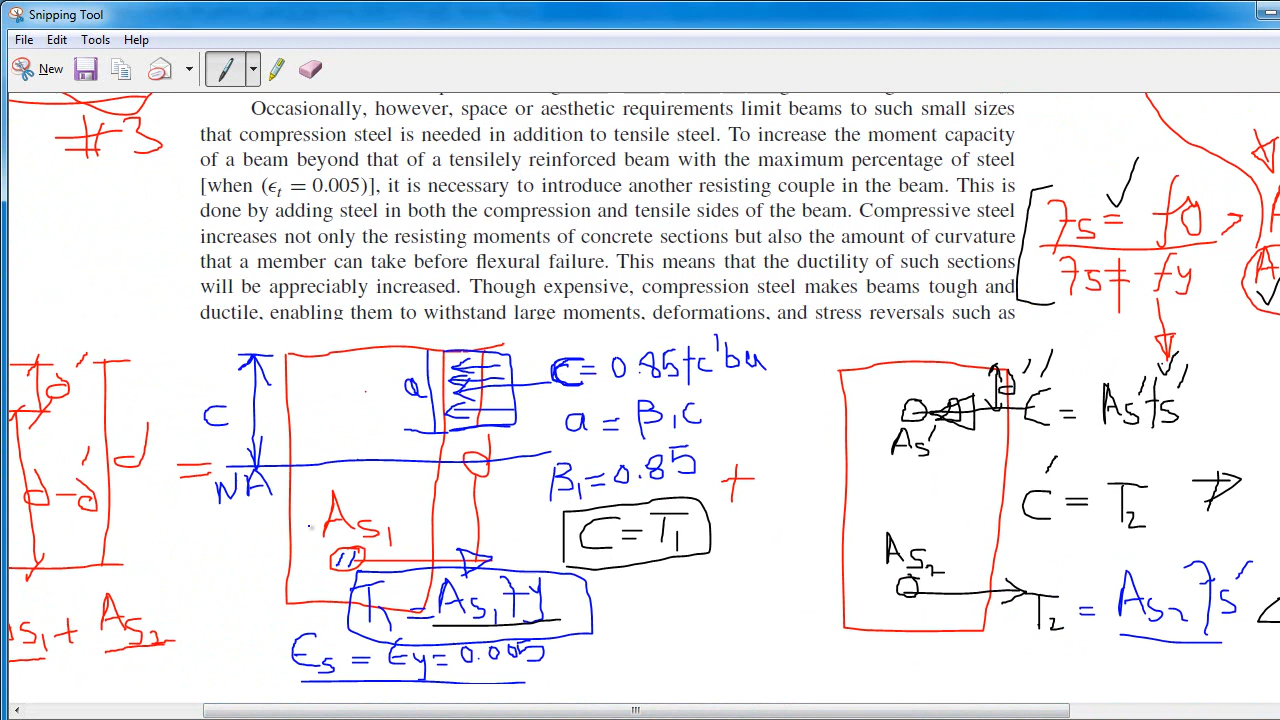 Snipping Tool
File Edit Tools Help
New
Occasionally, however, space or aesthetic requirements limit beams to such small sizes
that compression steel is needed in addition to tensile steel. To increase the moment capacity
of a beam beyond that of a tensilely reinforced beam with the maximum percentage of steel
[when (ϵt = 0.005)], it is necessary to introduce another resisting couple in the beam. This is
done by adding steel in both the compression and tensile sides of the beam. Compressive steel
increases not only the resisting moments of concrete sections but also the amount of curvature
that a member can take before flexural failure. This means that the ductility of such sections
will be appreciably increased. Though expensive, compression steel makes beams tough and
ductile, enabling them to withstand large moments, deformations, and stress reversals such as
#3
d'
d
d-d'
As1 + As2
=
C
NA
a
As1
T1 = As1 fy
Es = Ey = 0.005
C = 0.85 fc' ba
a = β1c
β1 = 0.85
C = T1
+
d'
As'
C' = As' fs'
C' = T2
As2
T2 = As2 fs'